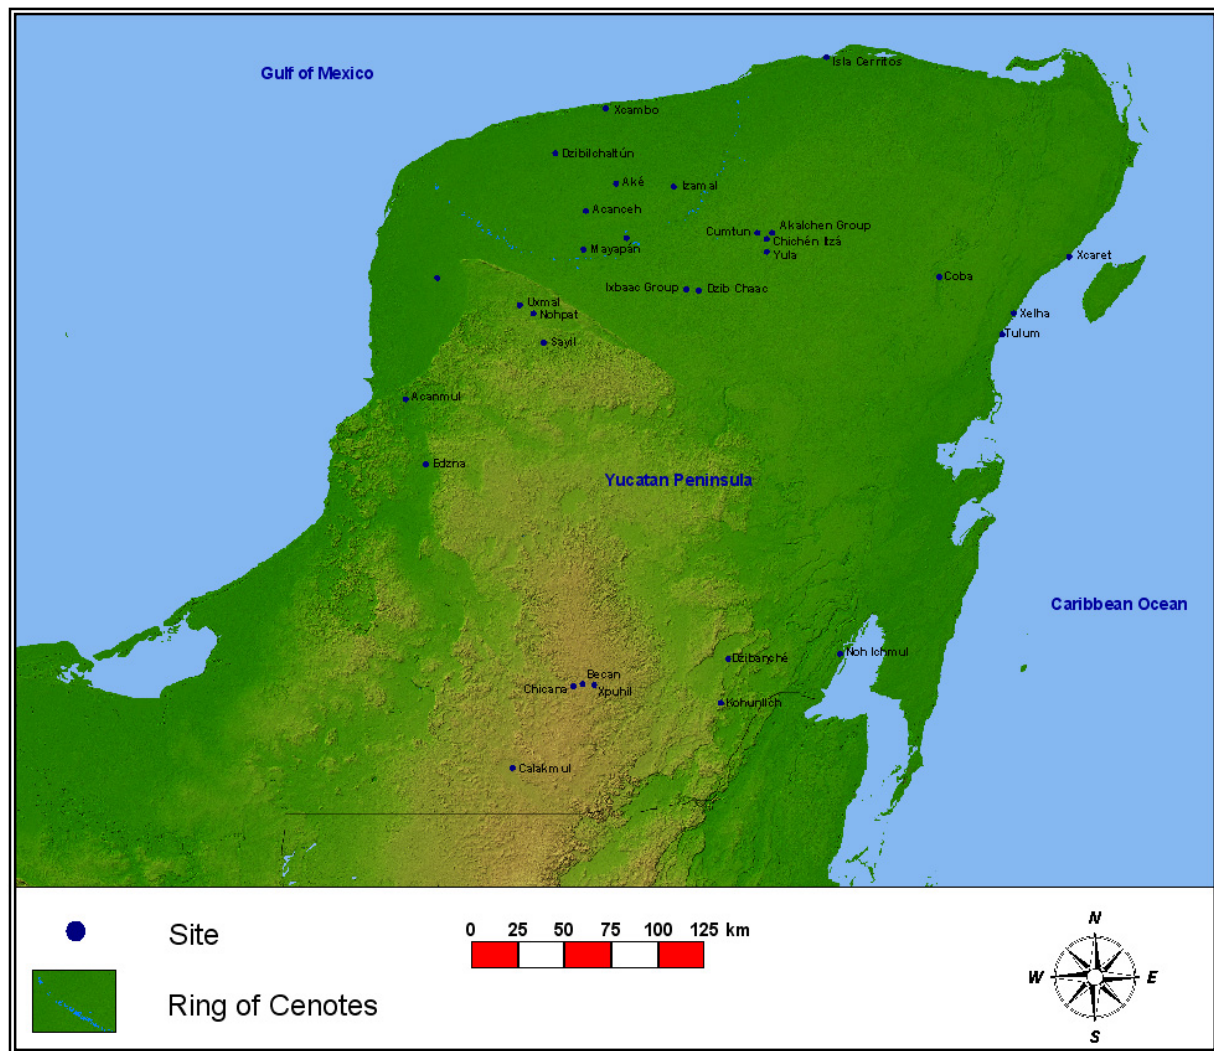 Gulf of Mexico
Isla Cerritos
Xcambo
Dzibilchaltún
Aké
Izamal
Acanceh
Cumtun
Akalchen Group
Chichén Itzá
Mayapán
Yula
Xcaret
Coba
Ixbaac Group
Dzib Chaac
Uxmal
Nohpat
Xelha
Tulum
Sayil
Acanmul
Edzna
Yucatan Peninsula
Caribbean Ocean
Noh Ichmul
Dzibanché
Becan
Chicana
Xpuhil
Kohunlich
Calakmul
Site
Ring of Cenotes
0 25 50 75 100 125 km
N
W E
S